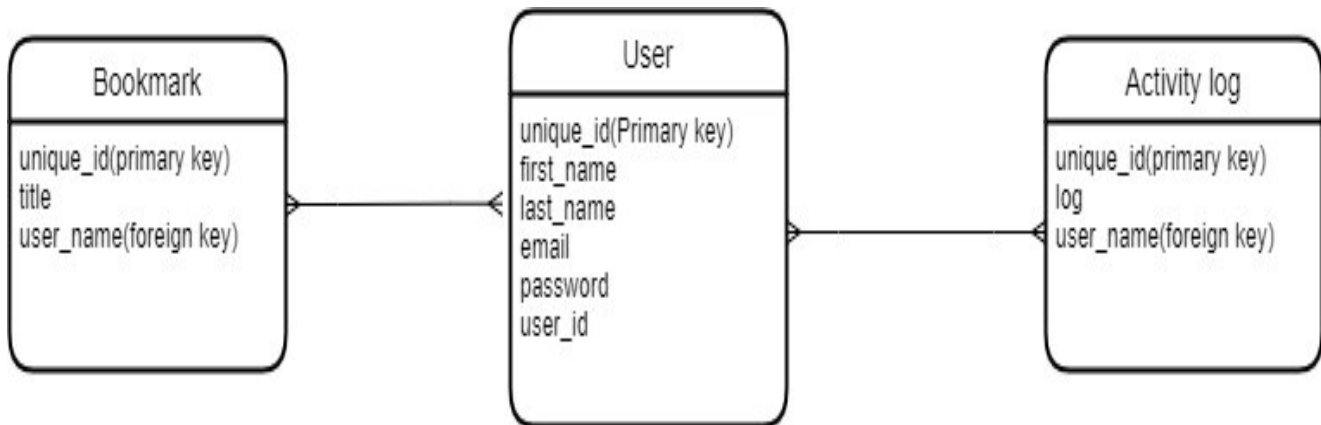 Bookmark
unique_id(primary key)
title
user_name(foreign key)
User
unique_id(Primary key)
first_name
last_name
email
password
user_id
Activity log
unique_id(primary key)
log
user_name(foreign key)